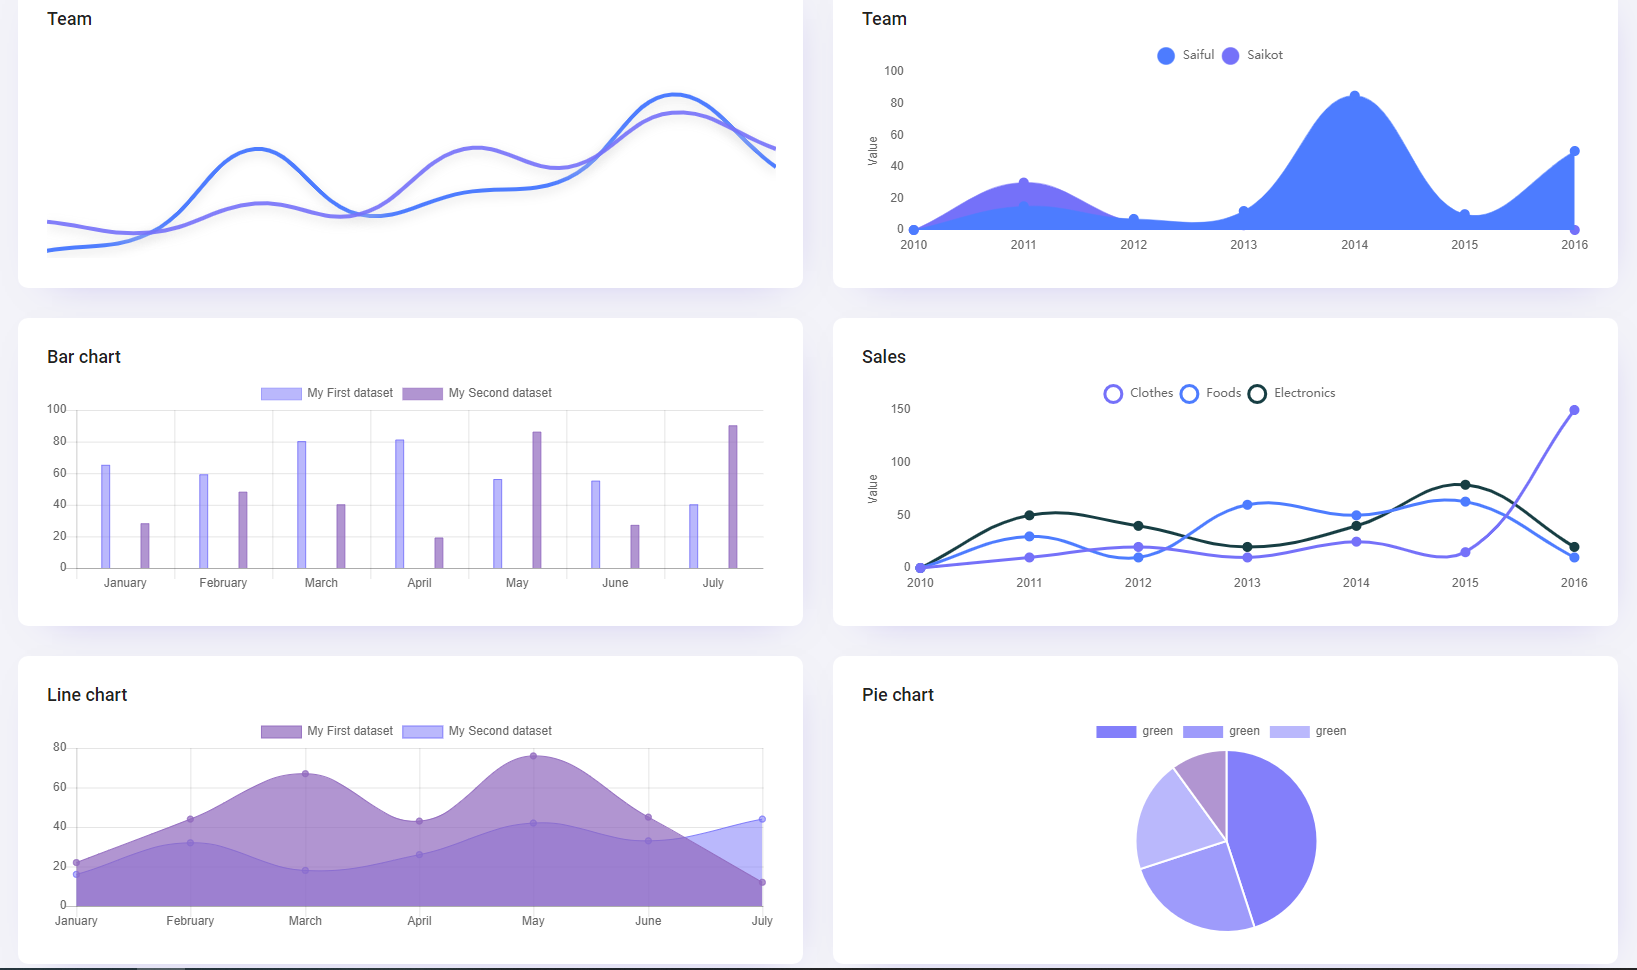 Team
Team
Saiful Saikot
100
80
60
40
20
0
Value
2010 2011 2012 2013 2014 2015 2016
Bar chart
My First dataset My Second dataset
100
80
60
40
20
0
January February March April May June July
Sales
Clothes Foods Electronics
150
100
50
0
Value
2010 2011 2012 2013 2014 2015 2016
Line chart
My First dataset My Second dataset
80
60
40
20
0
January February March April May June July
Pie chart
green green green